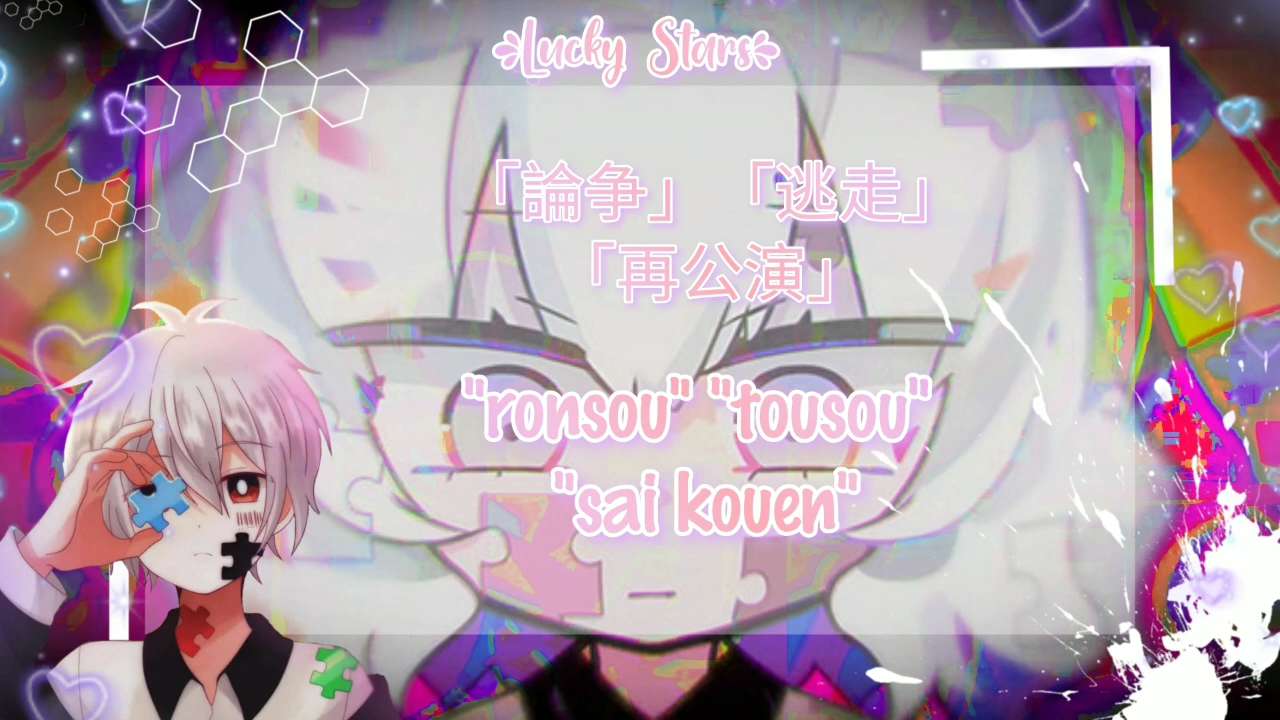 Lucky Stars
「論争」 「逃走」
「再公演」
"ronsou" "tousou"
"sai kouen"